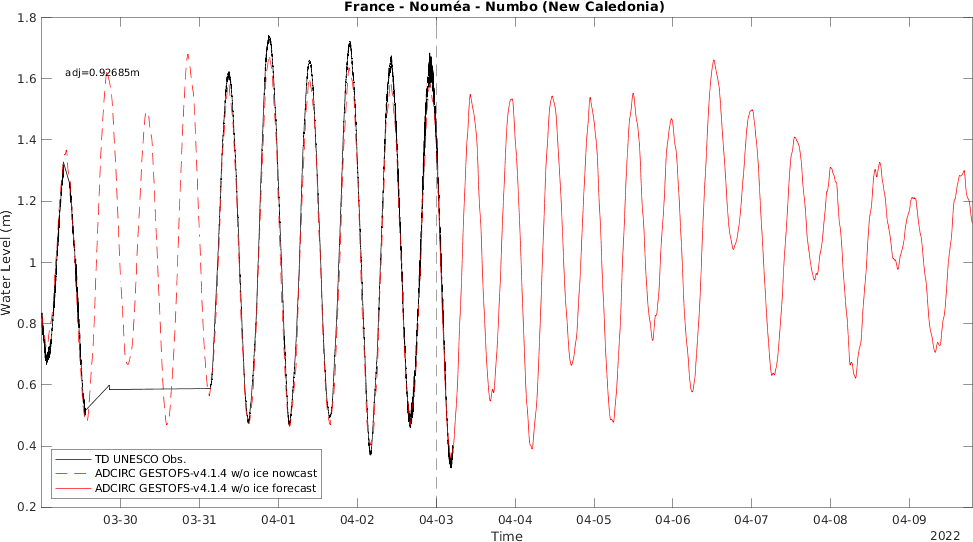 France - Nouméa - Numbo (New Caledonia)
1.8
1.6
1.4
1.2
1
0.8
0.6
0.4
0.2
Water Level (m)
adj=0.92685m
TD UNESCO Obs.
ADCIRC GESTOFS-v4.1.4 w/o ice nowcast
ADCIRC GESTOFS-v4.1.4 w/o ice forecast
03-30 03-31 04-01 04-02 04-03 04-04 04-05 04-06 04-07 04-08 04-09
Time
2022